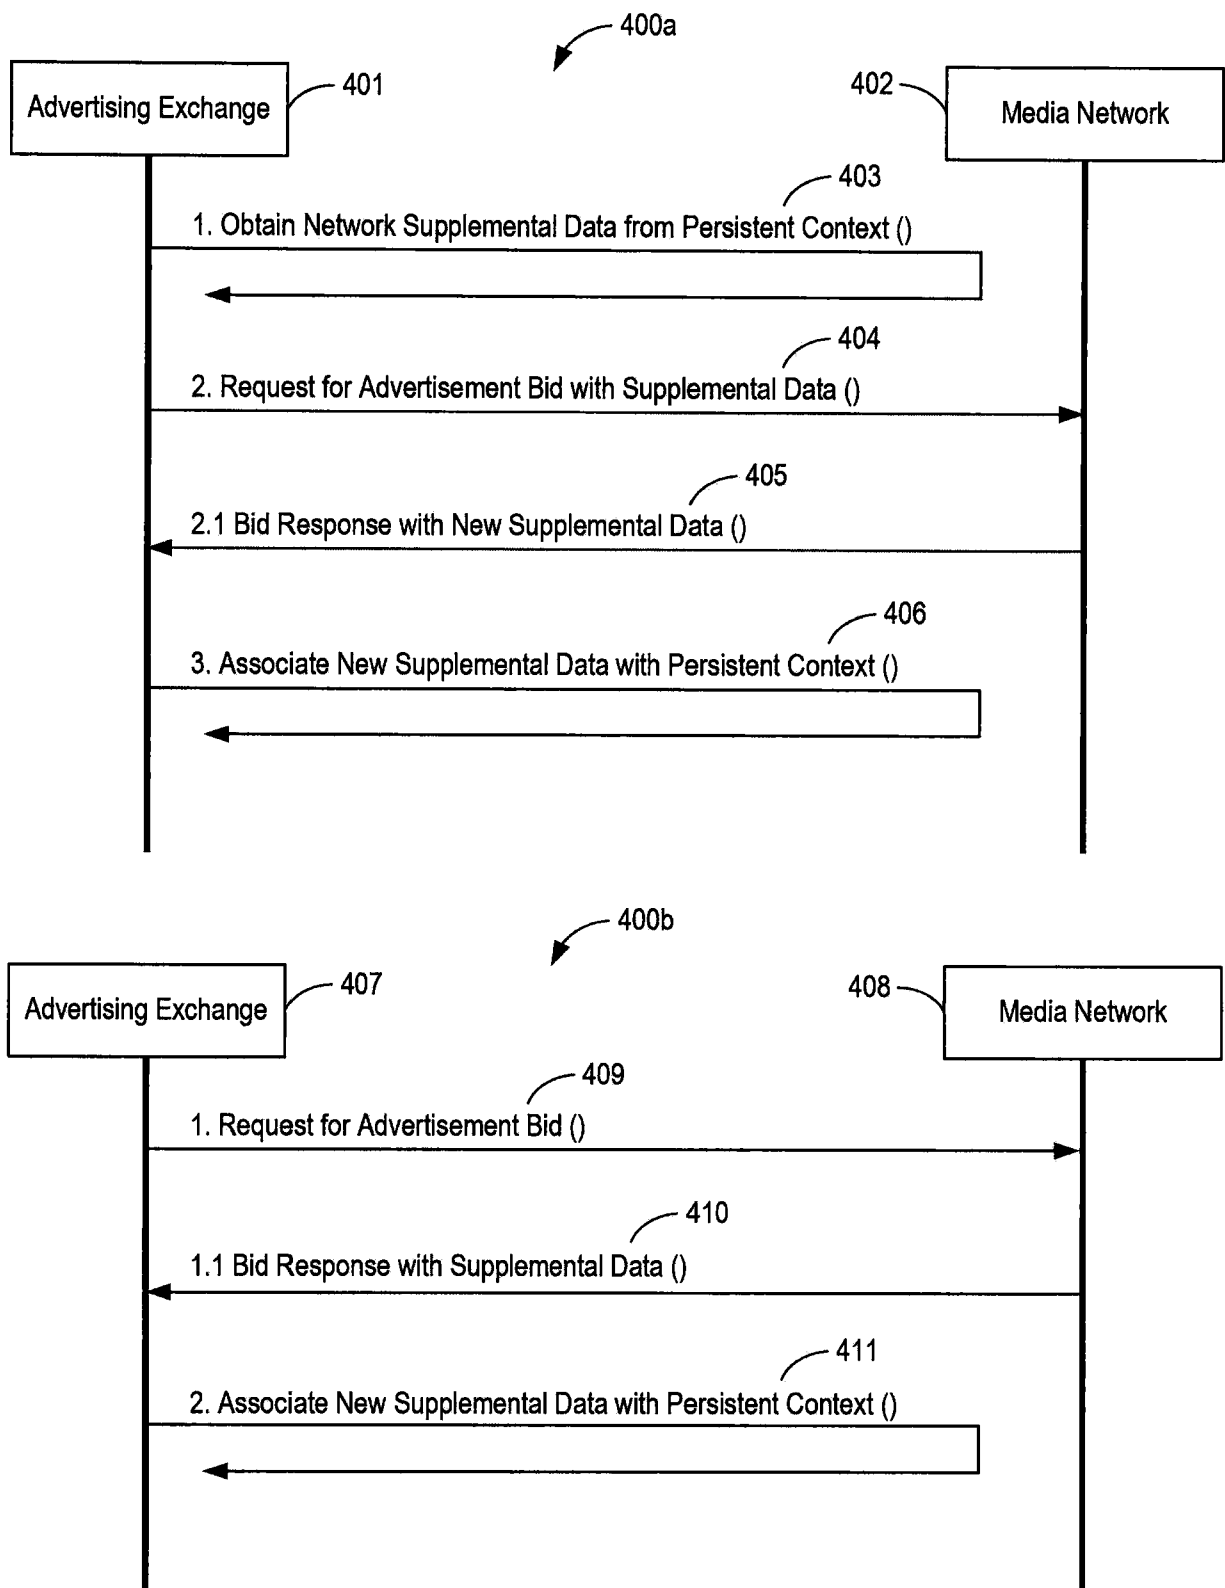 400a
Advertising Exchange
401
402
Media Network
403
1. Obtain Network Supplemental Data from Persistent Context ()
404
2. Request for Advertisement Bid with Supplemental Data ()
405
2.1 Bid Response with New Supplemental Data ()
406
3. Associate New Supplemental Data with Persistent Context ()
400b
Advertising Exchange
407
408
Media Network
409
1. Request for Advertisement Bid ()
410
1.1 Bid Response with Supplemental Data ()
411
2. Associate New Supplemental Data with Persistent Context ()